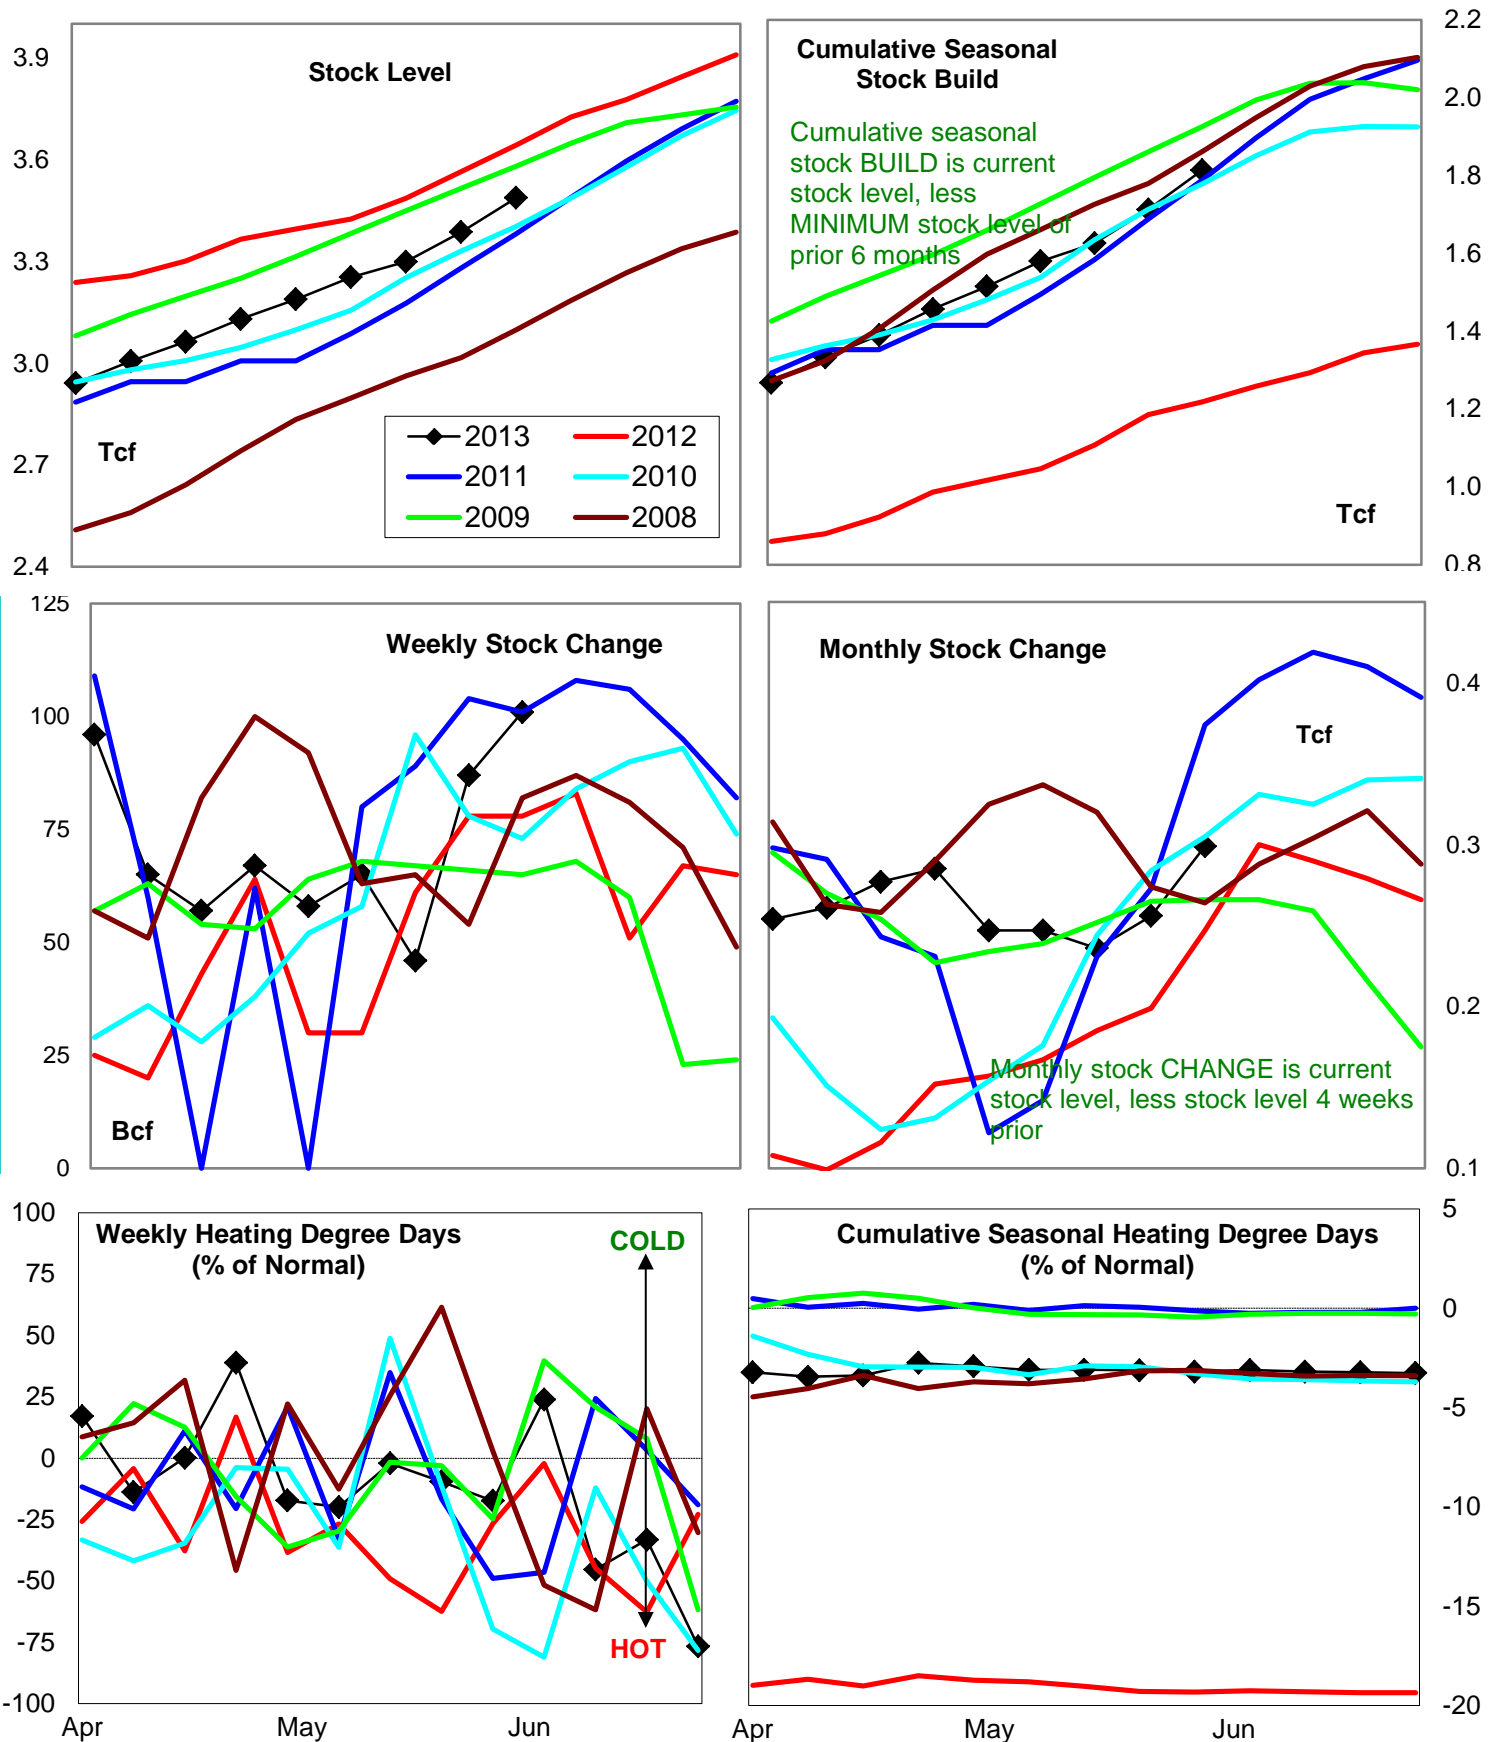 Stock Level
3.9
3.6
3.3
3.0
2.7
2.4
Tcf
2013
2012
2011
2010
2009
2008
Cumulative Seasonal
Stock Build
Cumulative seasonal
stock BUILD is current
stock level, less
MINIMUM stock level of
prior 6 months
Tcf
2.2
2.0
1.8
1.6
1.4
1.2
1.0
0.8
Weekly Stock Change
125
100
75
50
25
0
Bcf
Monthly Stock Change
Tcf
Monthly stock CHANGE is current
stock level, less stock level 4 weeks
prior
0.4
0.3
0.2
0.1
Weekly Heating Degree Days
(% of Normal)
COLD
HOT
100
75
50
25
0
-25
-50
-75
-100
Apr
May
Jun
Cumulative Seasonal Heating Degree Days
(% of Normal)
5
0
-5
-10
-15
-20
Apr
May
Jun